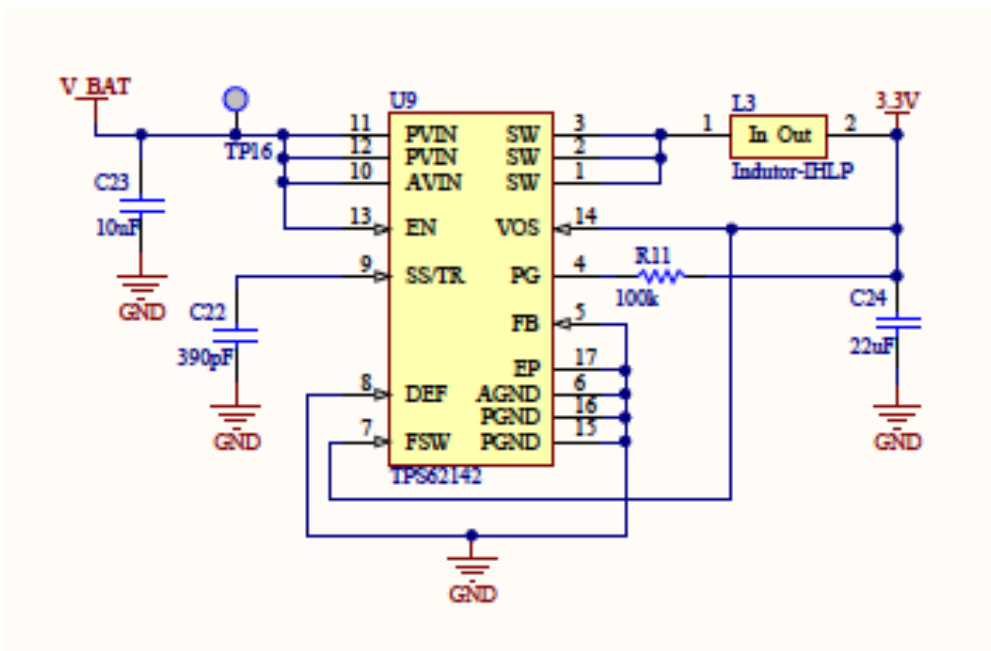 V_BAT
TP16
C23
10uF
GND
C22
390pF
GND
U9
11 PVIN SW 3
12 PVIN SW 2
10 AVIN SW 1
13 EN VOS 14
9 SS/TR PG 4
FB 5
EP 17
8 DEF AGND 6
PGND 16
7 FSW PGND 15
TPS62142
L3
1 In Out 2
Indutor-IHLP
3.3V
R11
100k
C24
22uF
GND
GND